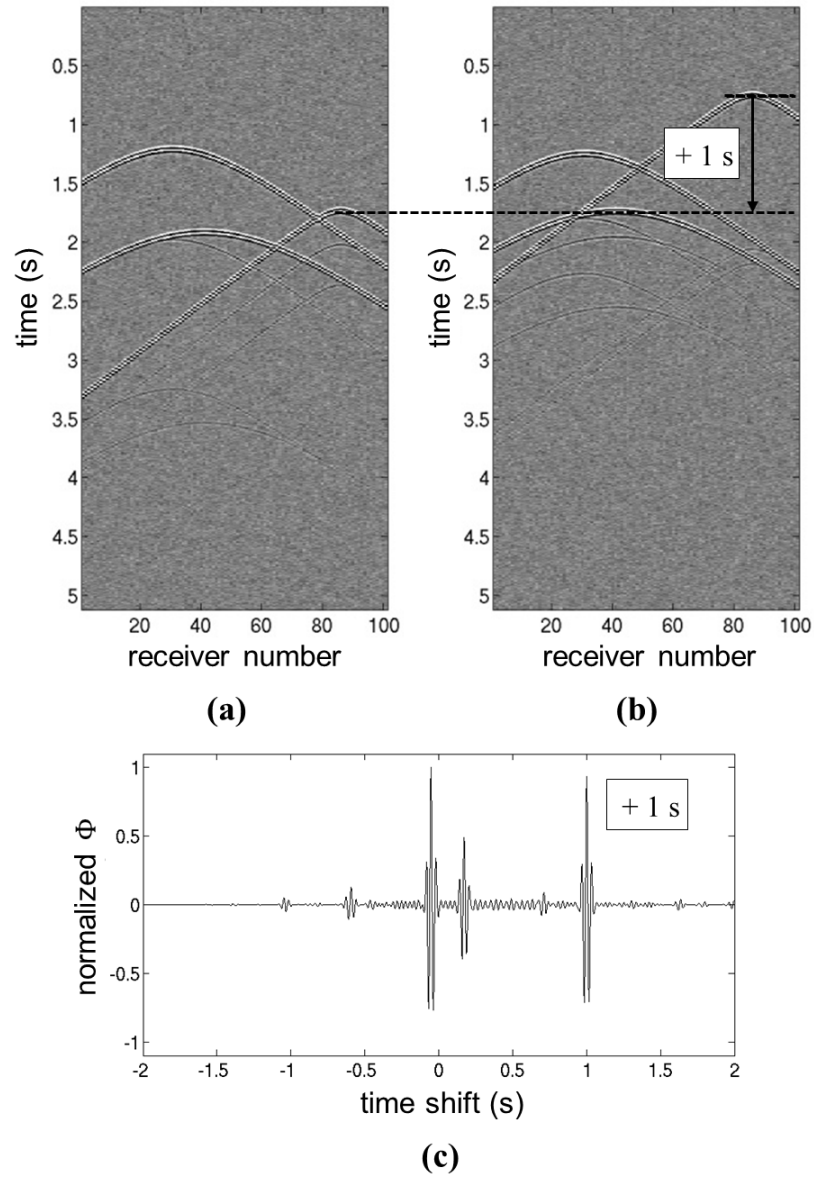 0.5
1
1.5
2
2.5
3
3.5
4
4.5
5
time (s)
20 40 60 80 100
receiver number
(a)
0.5
1
1.5
2
2.5
3
3.5
4
4.5
5
time (s)
+ 1 s
20 40 60 80 100
receiver number
(b)
1
0.5
0
-0.5
-1
normalized Φ
+ 1 s
-2 -1.5 -1 -0.5 0 0.5 1 1.5 2
time shift (s)
(c)